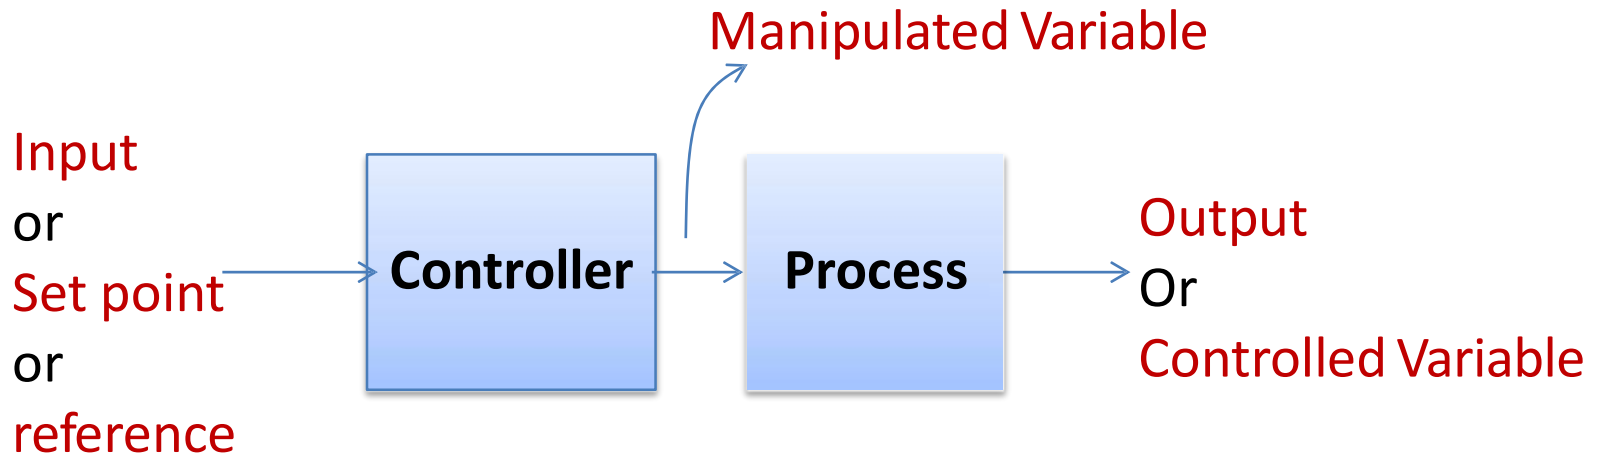 Manipulated Variable
Input
or
Set point
or
reference
Controller
Process
Output
Or
Controlled Variable